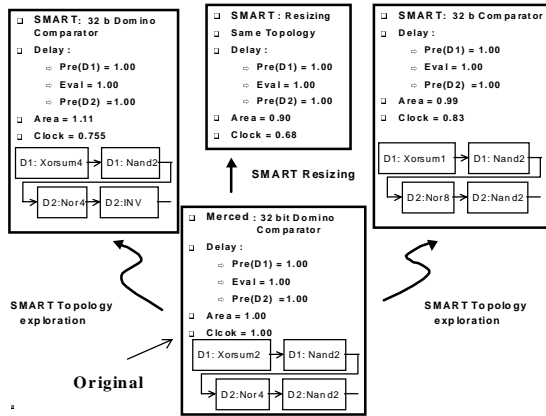 SMART: 32 b Domino
Comparator
Delay:
⇨ Pre(D1) = 1.00
⇨ Eval = 1.00
⇨ Pre(D2) =1.00
Area = 1.11
Clock = 0.755
D1: Xorsum4
D1: Nand2
D2:Nor4
D2:INV
SMART: Resizing
Same Topology
Delay:
⇨ Pre(D1) = 1.00
⇨ Eval = 1.00
⇨ Pre(D2) = 1.00
Area = 0.90
Clock = 0.68
SMART: 32 b Comparator
Delay:
⇨ Pre(D1) = 1.00
⇨ Eval = 1.00
⇨ Pre(D2) =1.00
Area = 0.99
Clock = 0.83
D1: Xorsum1
D1: Nand2
D2:Nor8
D2:Nand2
SMART Resizing
Merced: 32 bit Domino
Comparator
Delay:
⇨ Pre(D1) = 1.00
⇨ Eval = 1.00
⇨ Pre(D2) =1.00
Area = 1.00
Clcok = 1.00
D1: Xorsum2
D1: Nand2
D2:Nor4
D2:Nand2
SMART Topology
exploration
SMART Topology
exploration
Original